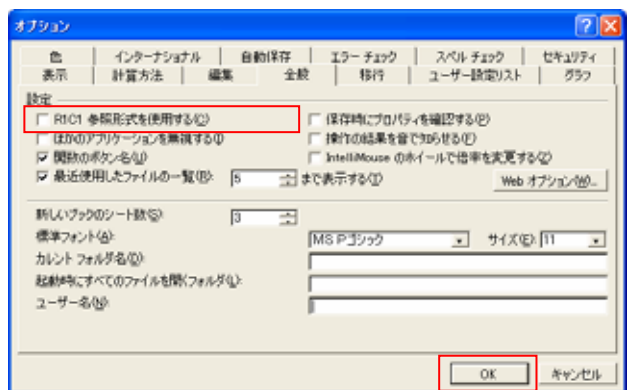 オプション
色 インターナショナル 自動保存 エラー チェック スペル チェック セキュリティ
表示 計算方法 編集 全般 移行 ユーザー設定リスト グラフ
設定
R1C1 参照形式を使用する(C) 保存時にプロパティを確認する(P)
ほかのアプリケーションを無視する(I) 操作の結果を音で知らせる(F)
関数のボタン名(U) IntelliMouse のホイールで倍率を変更する(Z)
最近使用したファイルの一覧(R): 5 まで表示する(T) Web オプション(W)...
新しいブックのシート数(S): 3
標準フォント(A): MS Pゴシック サイズ(E): 11
カレント フォルダ名(D):
起動時にすべてのファイルを開くフォルダ(L):
ユーザー名(N):
OK キャンセル